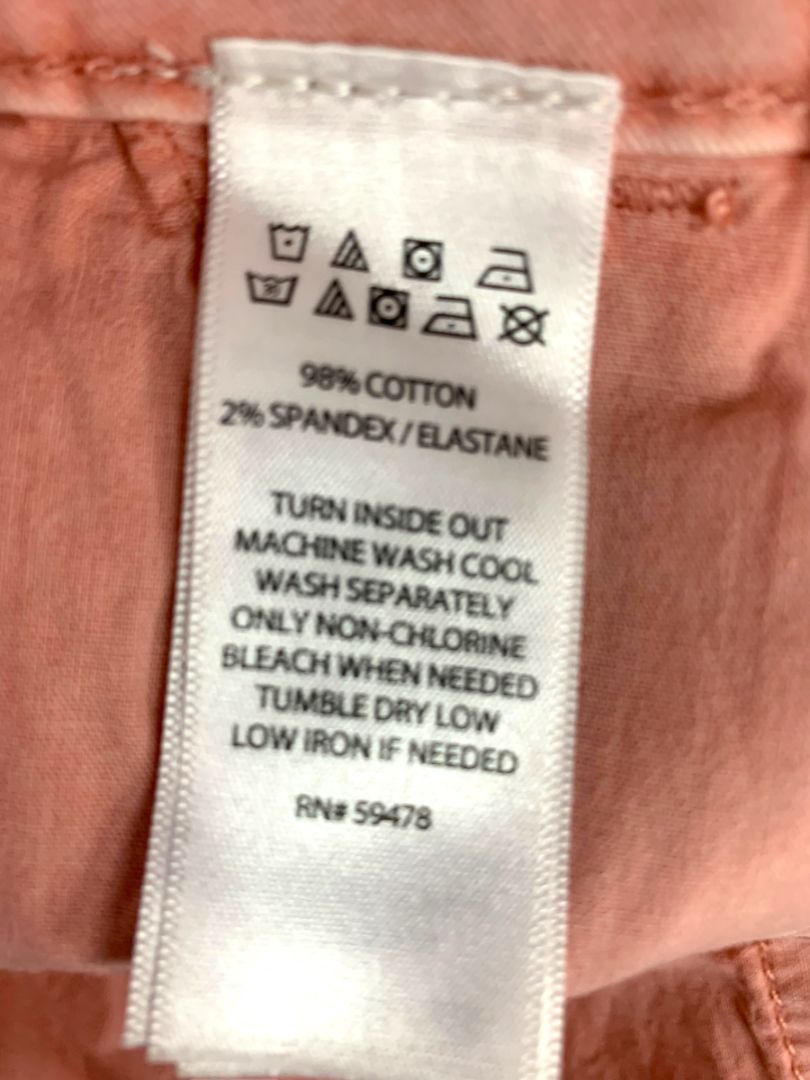 98% COTTON
2% SPANDEX / ELASTANE
TURN INSIDE OUT
MACHINE WASH COOL
WASH SEPARATELY
ONLY NON-CHLORINE
BLEACH WHEN NEEDED
TUMBLE DRY LOW
LOW IRON IF NEEDED
RN# 59478